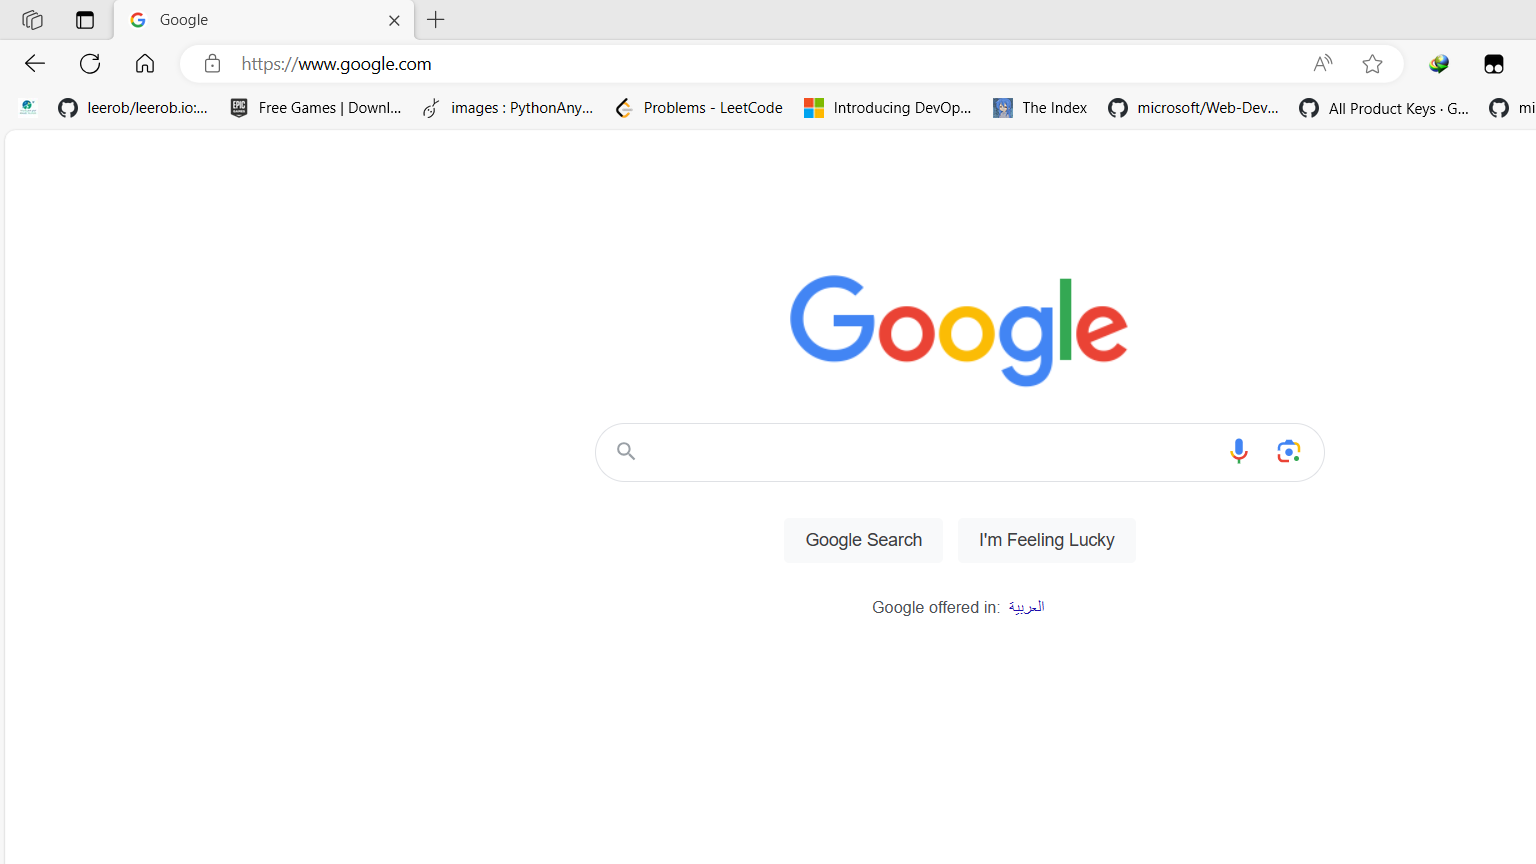 Google
https://www.google.com
leerob/leerob.io:...
Free Games | Downl...
images : PythonAny...
Problems - LeetCode
Introducing DevOp...
The Index
microsoft/Web-Dev...
All Product Keys · G...
mi
Google
Google Search
I'm Feeling Lucky
Google offered in: العربية